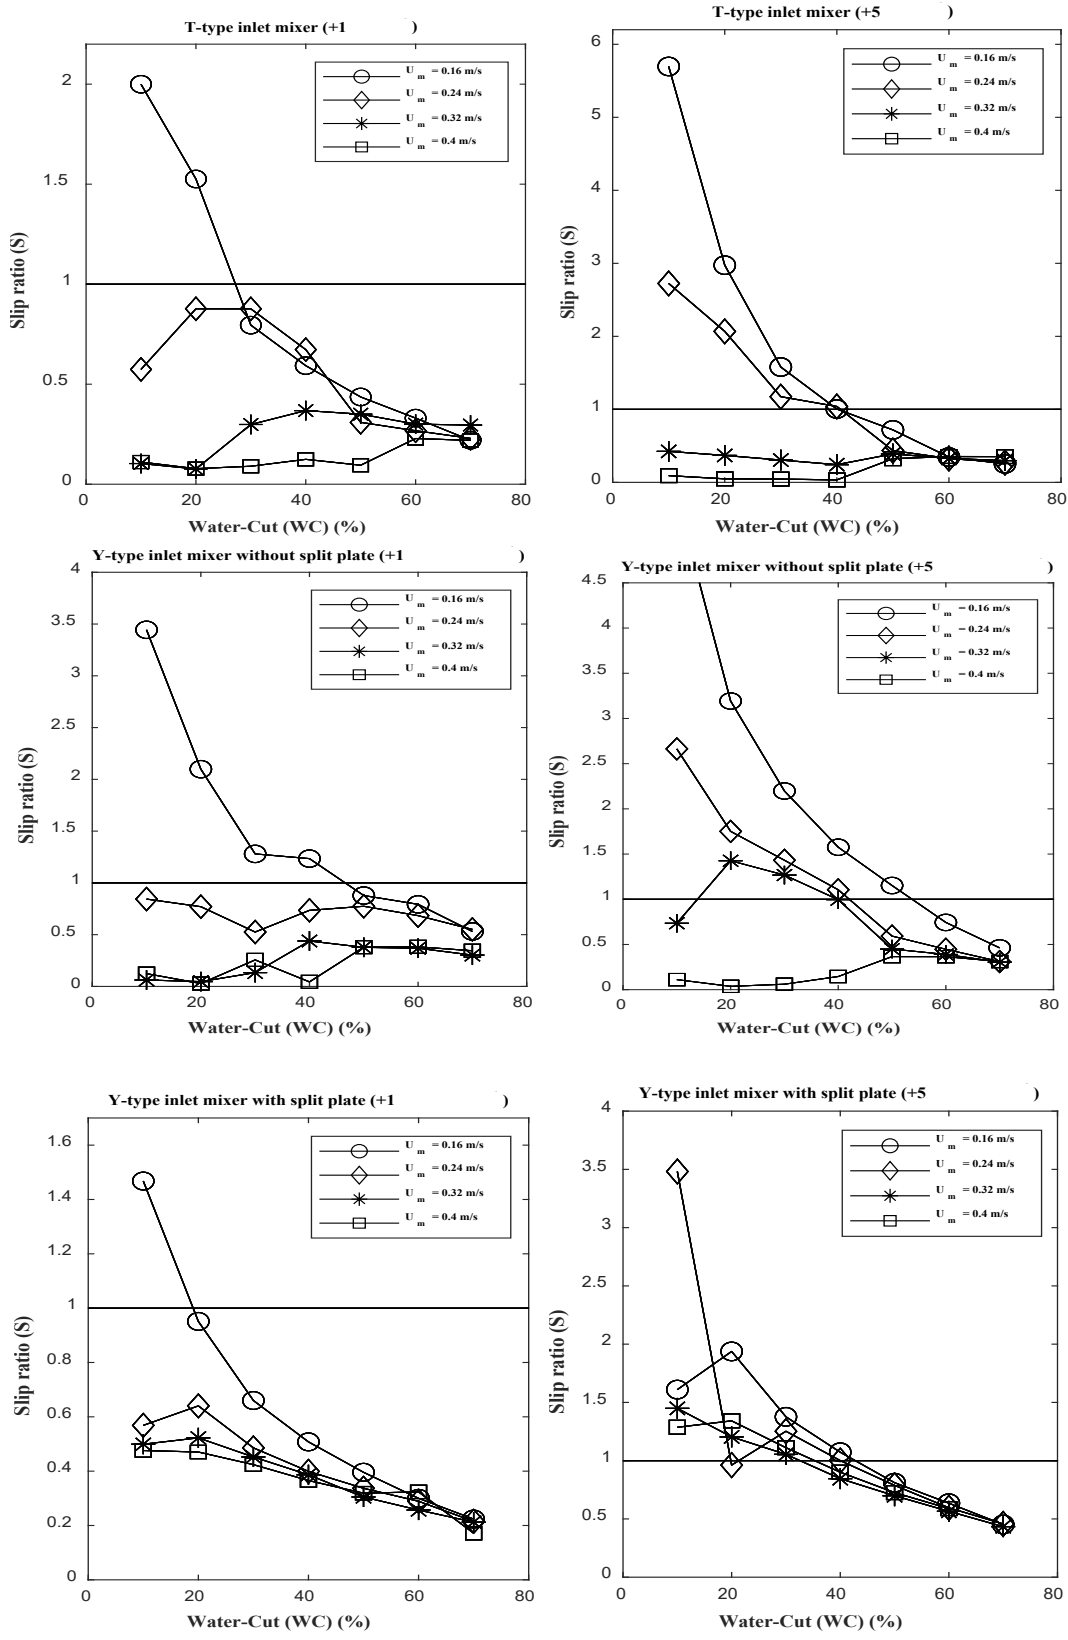 T-type inlet mixer (+1 )
U m = 0.16 m/s
U m = 0.24 m/s
U m = 0.32 m/s
U m = 0.4 m/s
2
1.5
1
0.5
0
Slip ratio (S)
0 20 40 60 80
Water-Cut (WC) (%)
T-type inlet mixer (+5 )
U m = 0.16 m/s
U m = 0.24 m/s
U m = 0.32 m/s
U m = 0.4 m/s
6
5
4
3
2
1
0
Slip ratio (S)
0 20 40 60 80
Water-Cut (WC) (%)
Y-type inlet mixer without split plate (+1 )
U m = 0.16 m/s
U m = 0.24 m/s
U m = 0.32 m/s
U m = 0.4 m/s
4
3.5
3
2.5
2
1.5
1
0.5
0
Slip ratio (S)
0 20 40 60 80
Water-Cut (WC) (%)
Y-type inlet mixer without split plate (+5 )
U m = 0.16 m/s
U m = 0.24 m/s
U m = 0.32 m/s
U m = 0.4 m/s
4.5
4
3.5
3
2.5
2
1.5
1
0.5
0
Slip ratio (S)
0 20 40 60 80
Water-Cut (WC) (%)
Y-type inlet mixer with split plate (+1 )
U m = 0.16 m/s
U m = 0.24 m/s
U m = 0.32 m/s
U m = 0.4 m/s
1.6
1.4
1.2
1
0.8
0.6
0.4
0.2
0
Slip ratio (S)
0 20 40 60 80
Water-Cut (WC) (%)
Y-type inlet mixer with split plate (+5 )
U m = 0.16 m/s
U m = 0.24 m/s
U m = 0.32 m/s
U m = 0.4 m/s
4
3.5
3
2.5
2
1.5
1
0.5
0
Slip ratio (S)
0 20 40 60 80
Water-Cut (WC) (%)